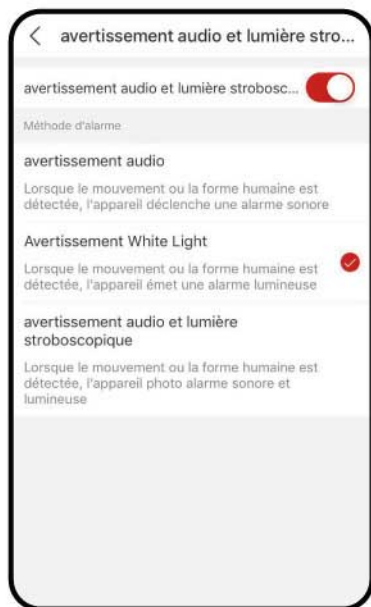 avertissement audio et lumière stro...
avertissement audio et lumière strobosc...
Méthode d'alarme
avertissement audio
Lorsque le mouvement ou la forme humaine est
détectée, l'appareil déclenche une alarme sonore
Avertissement White Light
Lorsque le mouvement ou la forme humaine est
détectée, l'appareil émet une alarme lumineuse
avertissement audio et lumière
stroboscopique
Lorsque le mouvement ou la forme humaine est
détectée, l'appareil photo alarme sonore et
lumineuse